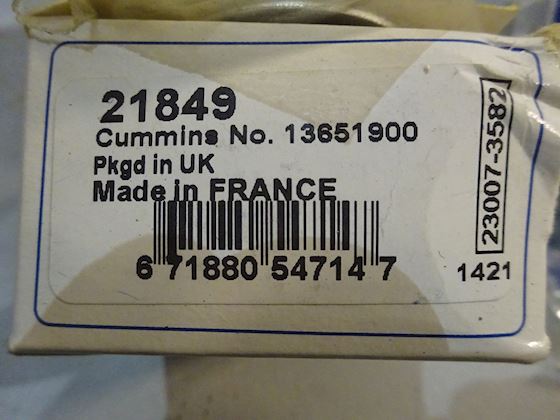 21849
Cummins No. 13651900
Pkgd in UK
Made in FRANCE
6 71880 54714 7
23007-3582
1421